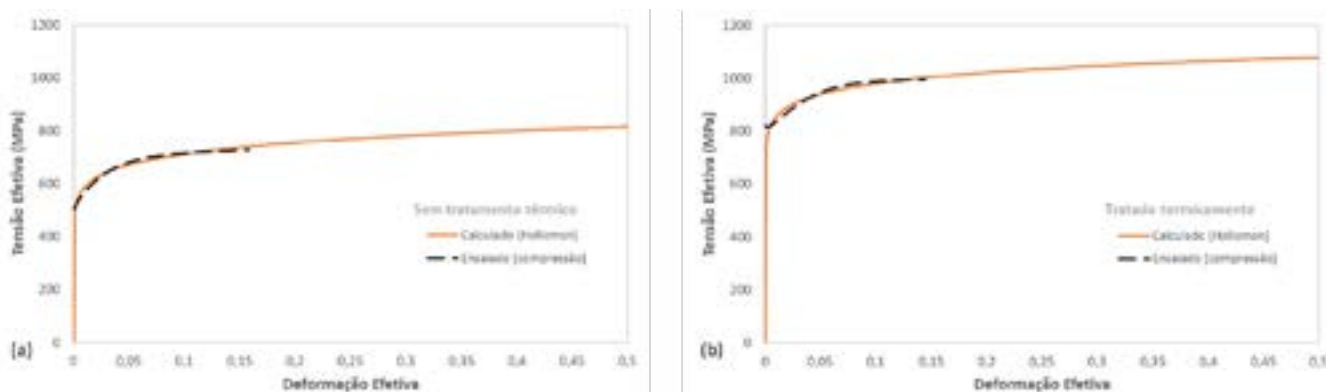 1200
1000
800
600
400
200
0
Tensão Efetiva (MPa)
Sem tratamento térmico
Calculado (Hollomon)
Ensaiado (compressão)
(a)
0 0,05 0,1 0,15 0,2 0,25 0,3 0,35 0,4 0,45 0,5
Deformação Efetiva
1200
1000
800
600
400
200
0
Tensão Efetiva (MPa)
Tratado termicamente
Calculado (Hollomon)
Ensaiado (compressão)
(b)
0 0,05 0,1 0,15 0,2 0,25 0,3 0,35 0,4 0,45 0,5
Deformação Efetiva